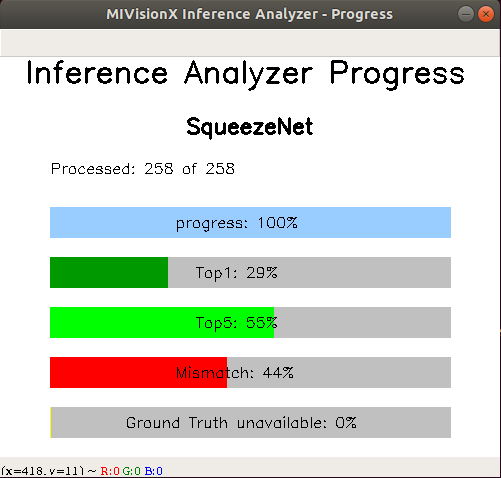 MIVisionX Inference Analyzer - Progress
Inference Analyzer Progress
SqueezeNet
Processed: 258 of 258
progress: 100%
Top1: 29%
Top5: 55%
Mismatch: 44%
Ground Truth unavailable: 0%
(x=418, y=11) ~ R:0 G:0 B:0